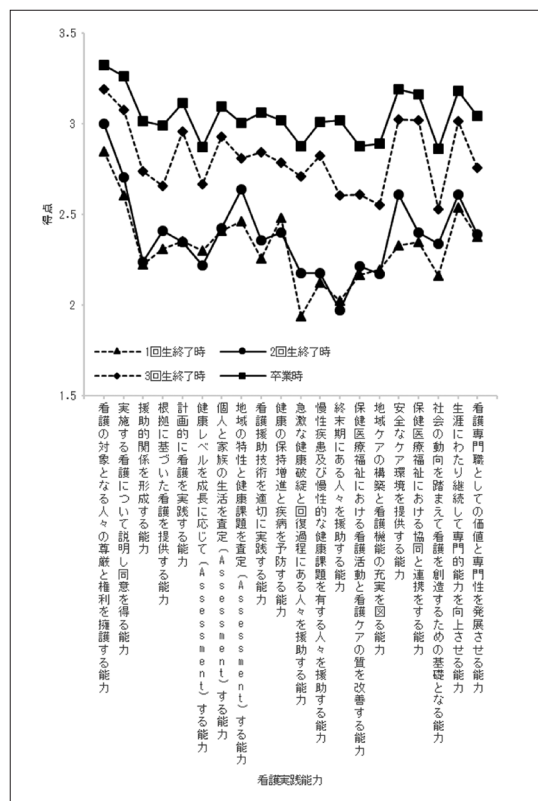 3.5
3
2.5
2
1.5
得点
1回生終了時
2回生終了時
3回生終了時
卒業時
看護の対象となる人々の尊厳と権利を擁護する能力
実施する看護について説明し同意を得る能力
援助的関係を形成する能力
根拠に基づいた看護を提供する能力
計画的に看護を実践する能力
健康レベルを成長に応じて(Assessment)する能力
個人と家族の生活を査定(Assessment)する能力
地域の特性と健康課題を査定(Assessment)する能力
看護援助技術を適切に実践する能力
健康の保持増進と疾病を予防する能力
急激な健康破綻と回復過程にある人々を援助する能力
慢性疾患及び慢性的な健康課題を有する人々を援助する能力
終末期にある人々を援助する能力
保健医療福祉における看護活動と看護ケアの質を改善する能力
地域ケアの構築と看護機能の充実を図る能力
安全なケア環境を提供する能力
保健医療福祉における協同と連携をする能力
社会の動向を踏まえて看護を創造するための基礎となる能力
生涯にわたり継続して専門的能力を向上させる能力
看護専門職としての価値と専門性を発展させる能力
看護実践能力